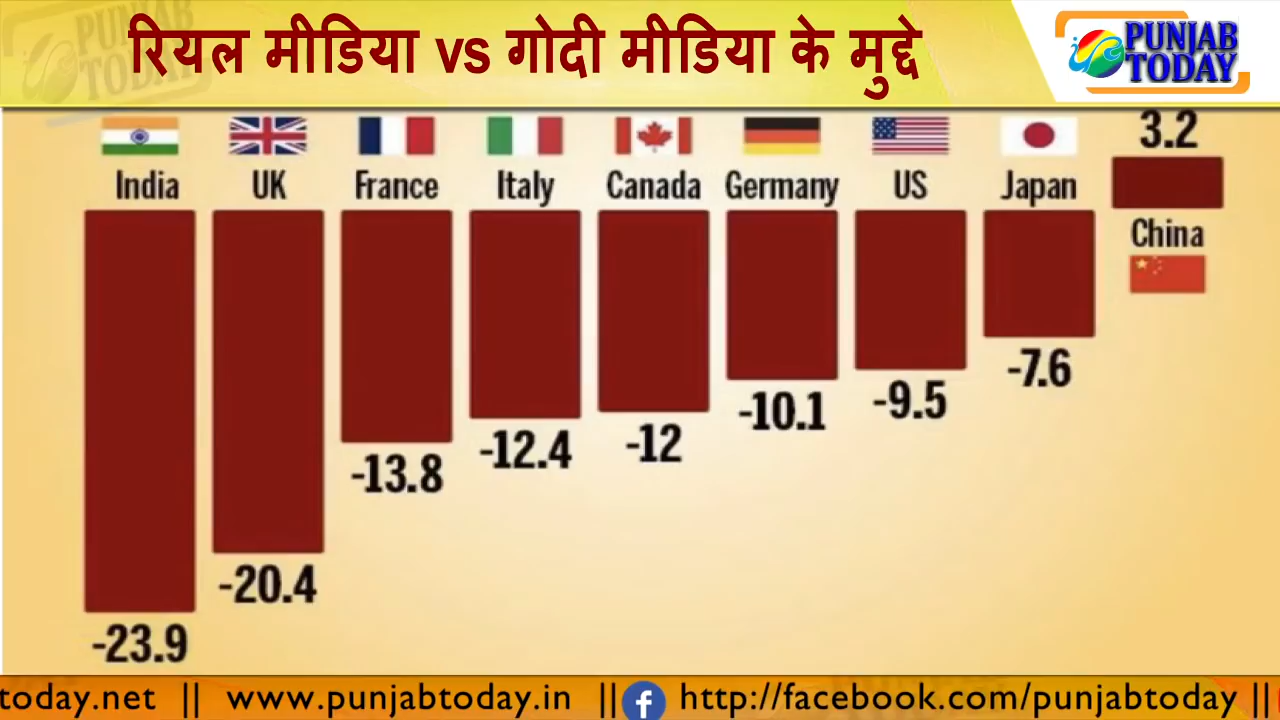 रियल मीडिया vs गोदी मीडिया के मुद्दे
PUNJAB
TODAY
PUNJAB
TODAY
India UK France Italy Canada Germany US Japan
3.2
China
-7.6
-9.5
-10.1
-12
-12.4
-13.8
-20.4
-23.9
today.net || www.punjabtoday.in || f http://facebook.com/punjabtoday ||